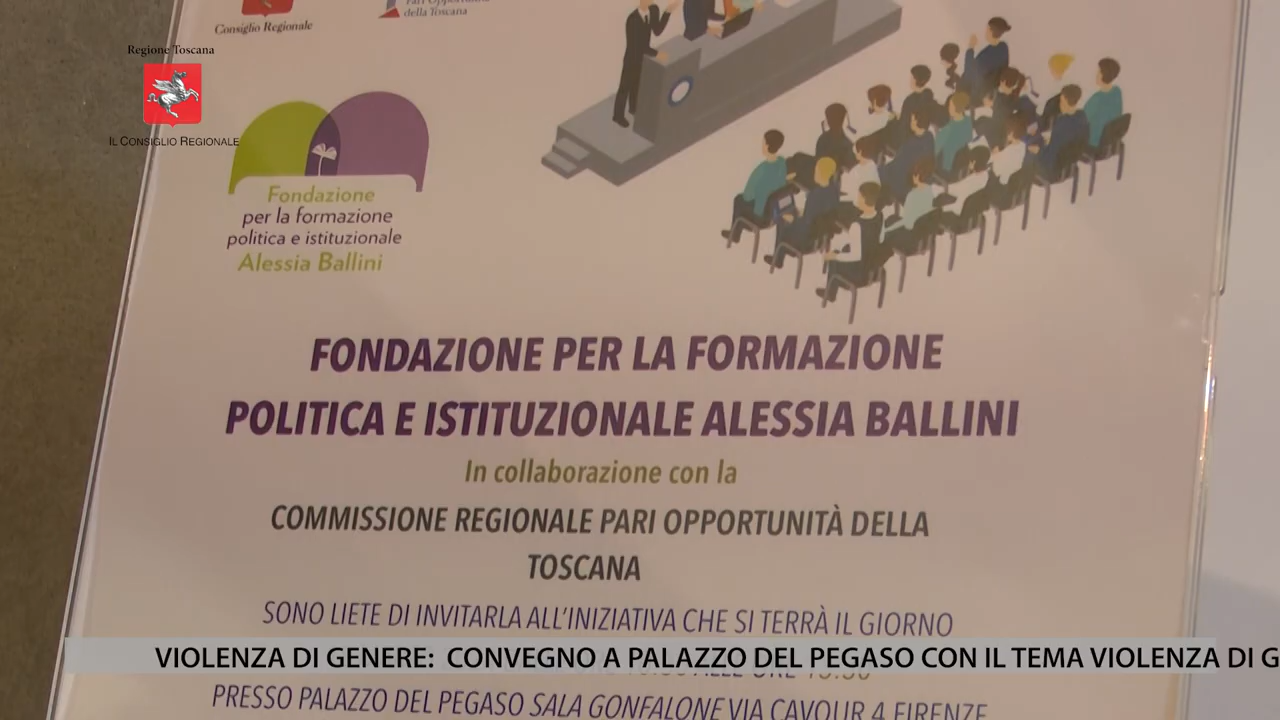 Consiglio Regionale
Pari Opportunità
della Toscana
Regione Toscana
IL CONSIGLIO REGIONALE
Fondazione
per la formazione
politica e istituzionale
Alessia Ballini
FONDAZIONE PER LA FORMAZIONE
POLITICA E ISTITUZIONALE ALESSIA BALLINI
In collaborazione con la
COMMISSIONE REGIONALE PARI OPPORTUNITÀ DELLA
TOSCANA
SONO LIETE DI INVITARLA ALL'INIZIATIVA CHE SI TERRÀ IL GIORNO
VIOLENZA DI GENERE: CONVEGNO A PALAZZO DEL PEGASO CON IL TEMA VIOLENZA DI G
PRESSO PALAZZO DEL PEGASO SALA GONFALONE VIA CAVOUR 4 FIRENZE